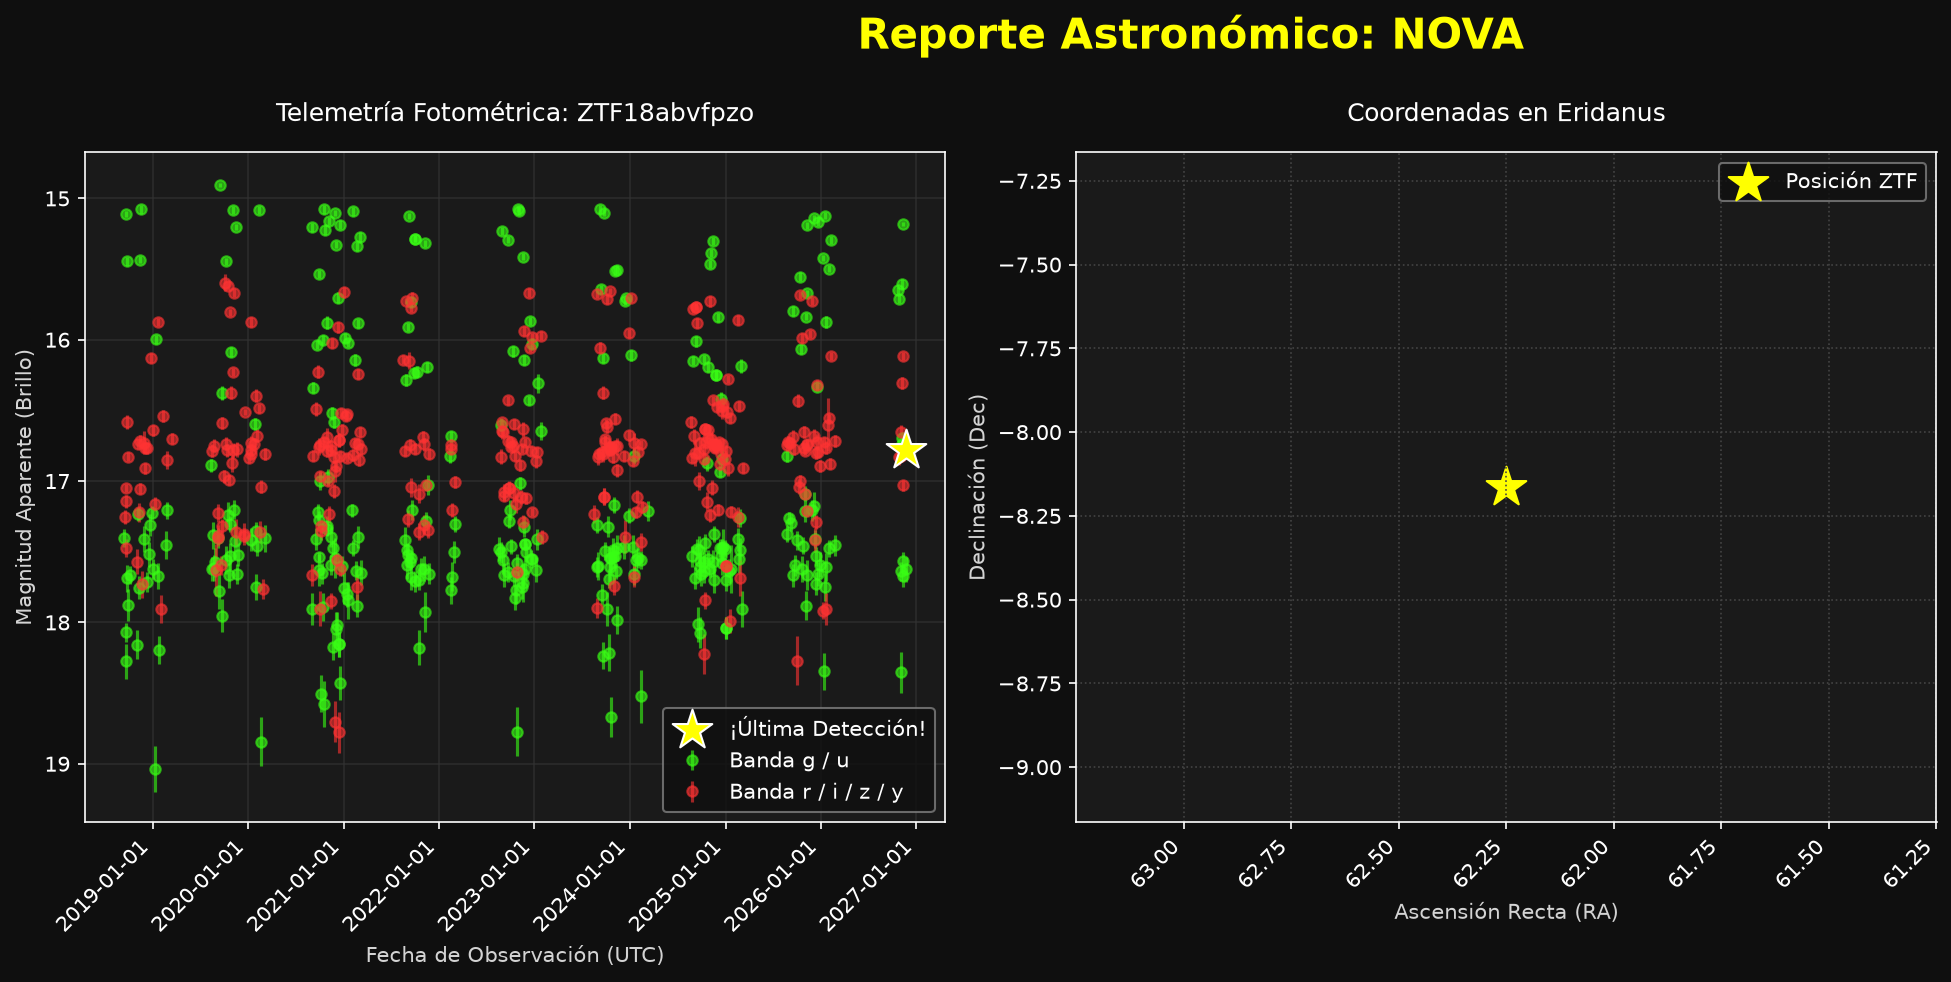 Reporte Astronómico: NOVA
Telemetría Fotométrica: ZTF18abvfpzo
Magnitud Aparente (Brillo)
15
16
17
18
19
¡Última Detección!
Banda g / u
Banda r / i / z / y
2019-01-01
2020-01-01
2021-01-01
2022-01-01
2023-01-01
2024-01-01
2025-01-01
2026-01-01
2027-01-01
Fecha de Observación (UTC)
Coordenadas en Eridanus
Declinación (Dec)
−7.25
−7.50
−7.75
−8.00
−8.25
−8.50
−8.75
−9.00
Posición ZTF
63.00
62.75
62.50
62.25
62.00
61.75
61.50
61.25
Ascensión Recta (RA)